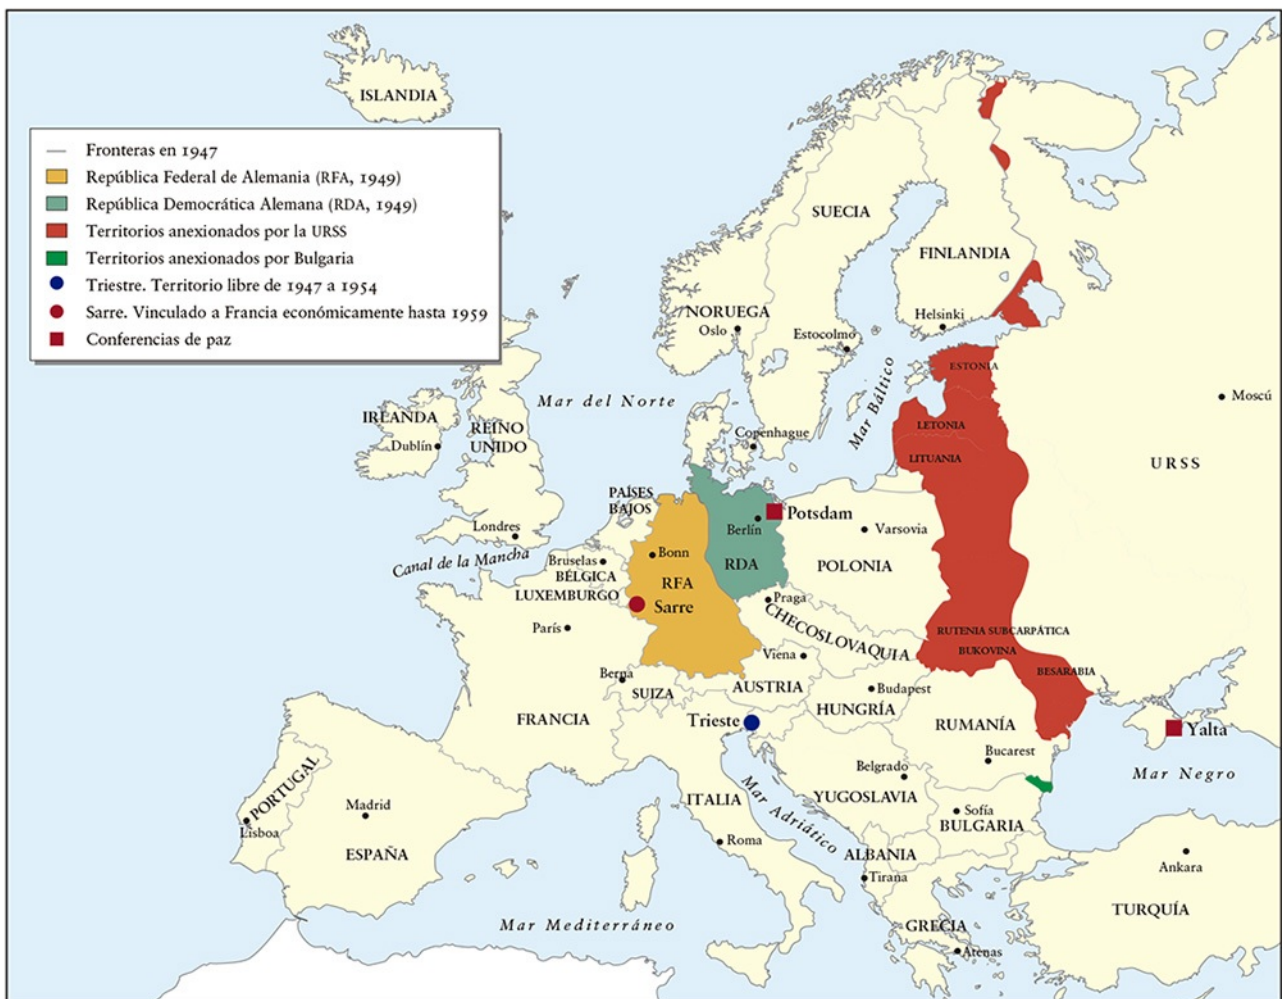 ISLANDIA
Fronteras en 1947
República Federal de Alemania (RFA, 1949)
República Democrática Alemana (RDA, 1949)
Territorios anexionados por la URSS
Territorios anexionados por Bulgaria
Triestre. Territorio libre de 1947 a 1954
Sarre. Vinculado a Francia económicamente hasta 1959
Conferencias de paz
SUECIA
FINLANDIA
NORUEGA
Oslo
Helsinki
Estocolmo
ESTONIA
Mar Báltico
Moscú
Mar del Norte
IRLANDA
Dublín
REINO
UNIDO
Copenhague
LETONIA
LITUANIA
URSS
PAÍSES
BAJOS
Potsdam
Berlín
Varsovia
Londres
Canal de la Mancha
Bonn
Bruselas
BÉLGICA
RDA
POLONIA
RFA
LUXEMBURGO
Sarre
Praga
CHECOSLOVAQUIA
París
RUTENIA SUBCARPÁTICA
BUKOVINA
Viena
BESARABIA
Berna
SUIZA
AUSTRIA
Budapest
HUNGRÍA
FRANCIA
Trieste
RUMANÍA
Yalta
Bucarest
Mar Negro
Belgrado
PORTUGAL
YUGOSLAVIA
ITALIA
Mar Adriático
Madrid
Sofía
BULGARIA
Lisboa
Roma
ESPAÑA
ALBANIA
Ankara
Tirana
TURQUÍA
Mar Mediterráneo
GRECIA
Atenas